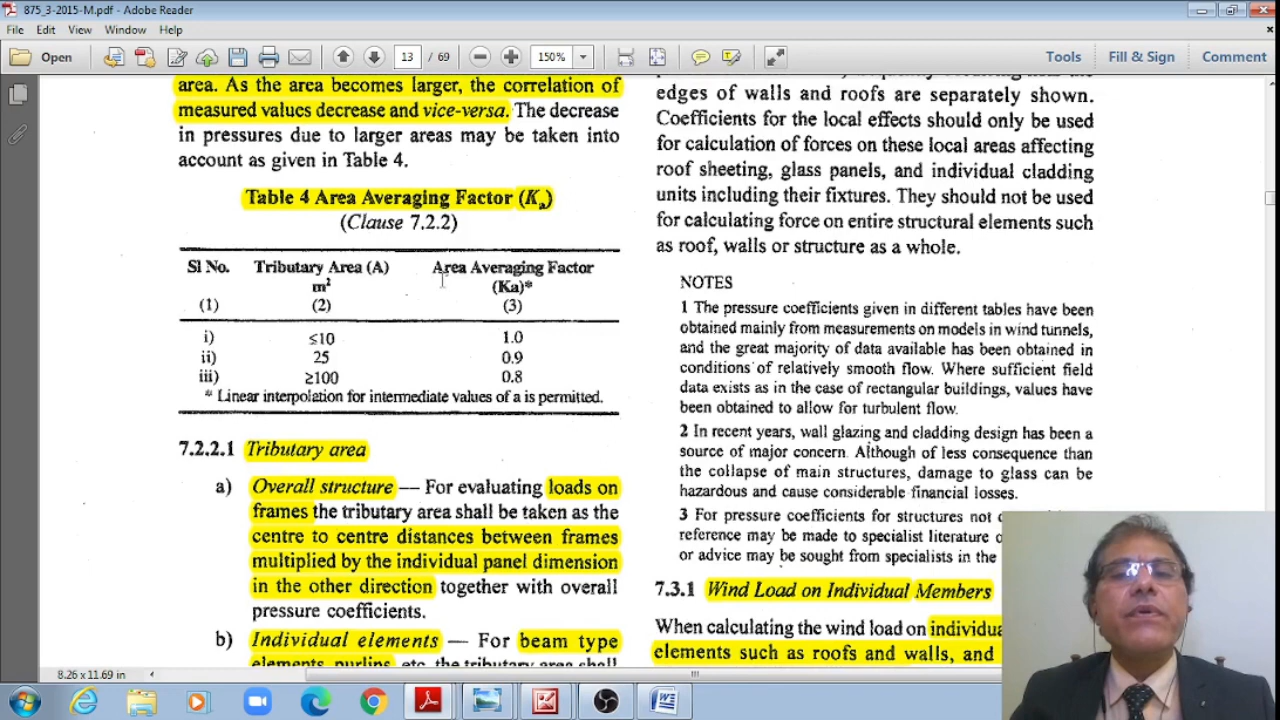 875_3-2015-M.pdf - Adobe Reader
File Edit View Window Help
Open 13 / 69 150% Tools Fill & Sign Comment
area. As the area becomes larger, the correlation of
measured values decrease and vice-versa. The decrease
in pressures due to larger areas may be taken into
account as given in Table 4.
Table 4 Area Averaging Factor (Ka)
(Clause 7.2.2)
Sl No. Tributary Area (A) Area Averaging Factor
m² (Ka)*
(1) (2) (3)
i) ≤10 1.0
ii) 25 0.9
iii) ≥100 0.8
* Linear interpolation for intermediate values of a is permitted.
7.2.2.1 Tributary area
a) Overall structure — For evaluating loads on
frames the tributary area shall be taken as the
centre to centre distances between frames
multiplied by the individual panel dimension
in the other direction together with overall
pressure coefficients.
b) Individual elements — For beam type
elements, purlins, etc, the tributary area shall
edges of walls and roofs are separately shown.
Coefficients for the local effects should only be used
for calculation of forces on these local areas affecting
roof sheeting, glass panels, and individual cladding
units including their fixtures. They should not be used
for calculating force on entire structural elements such
as roof, walls or structure as a whole.
NOTES
1 The pressure coefficients given in different tables have been
obtained mainly from measurements on models in wind tunnels,
and the great majority of data available has been obtained in
conditions of relatively smooth flow. Where sufficient field
data exists as in the case of rectangular buildings, values have
been obtained to allow for turbulent flow.
2 In recent years, wall glazing and cladding design has been a
source of major concern. Although of less consequence than
the collapse of main structures, damage to glass can be
hazardous and cause considerable financial losses.
3 For pressure coefficients for structures not
reference may be made to specialist literature
or advice may be sought from specialists in the
7.3.1 Wind Load on Individual Members
When calculating the wind load on
elements such as roofs and walls, and
8.26 x 11.69 in